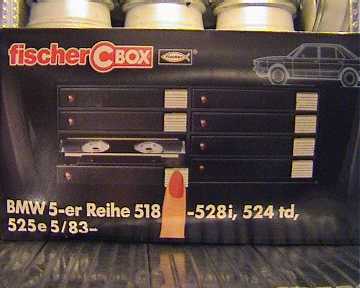 fischer C BOX
BMW 5-er Reihe 518 -528i, 524 td,
525e 5/83-